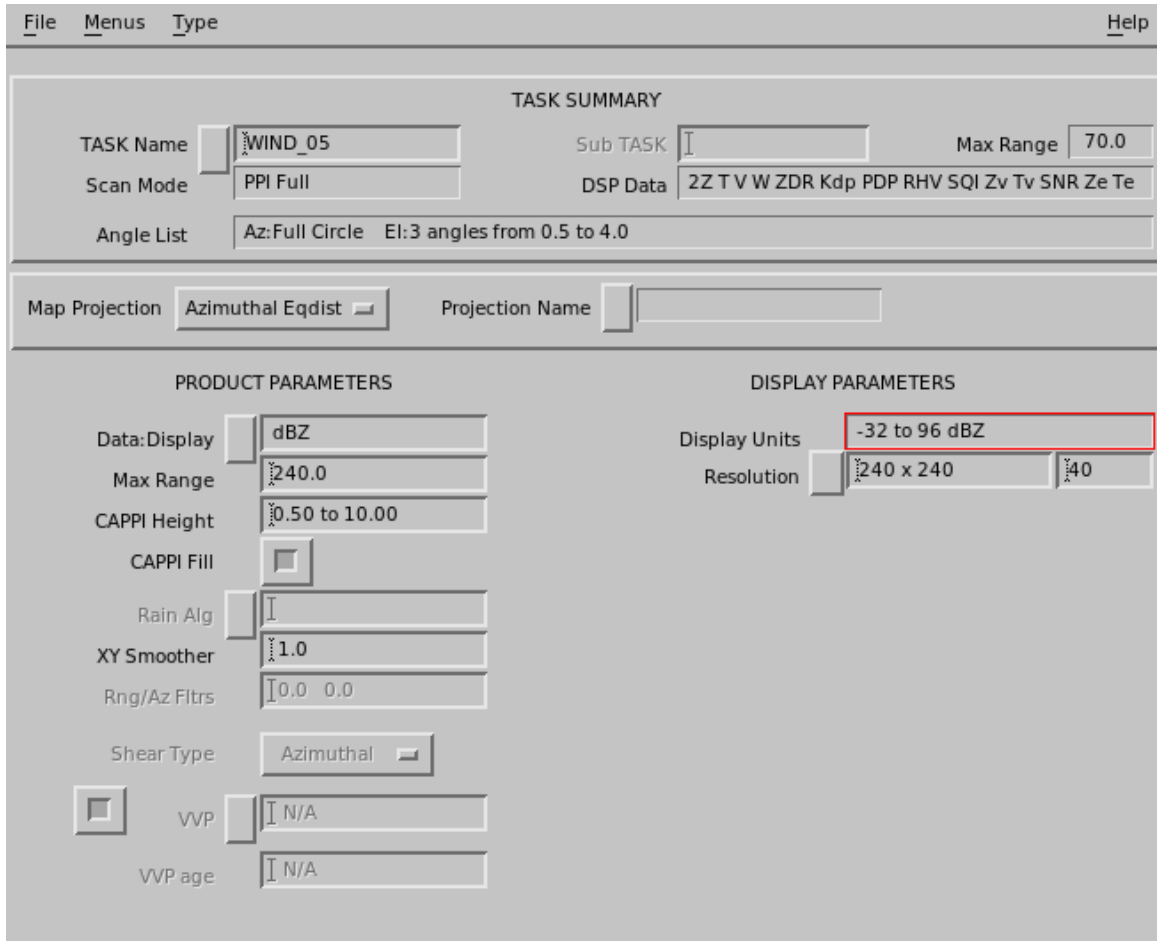 File Menus Type Help
TASK SUMMARY
TASK Name WIND_05 Sub TASK Max Range 70.0
Scan Mode PPI Full DSP Data 2Z T V W ZDR Kdp PDP RHV SQI Zv Tv SNR Ze Te
Angle List Az:Full Circle El:3 angles from 0.5 to 4.0
Map Projection Azimuthal Eqdist Projection Name
PRODUCT PARAMETERS DISPLAY PARAMETERS
Data:Display dBZ Display Units -32 to 96 dBZ
Max Range 240.0 Resolution 240 x 240 40
CAPPI Height 0.50 to 10.00
CAPPI Fill
Rain Alg
XY Smoother 1.0
Rng/Az Fltrs 0.0 0.0
Shear Type Azimuthal
VVP N/A
VVP age N/A